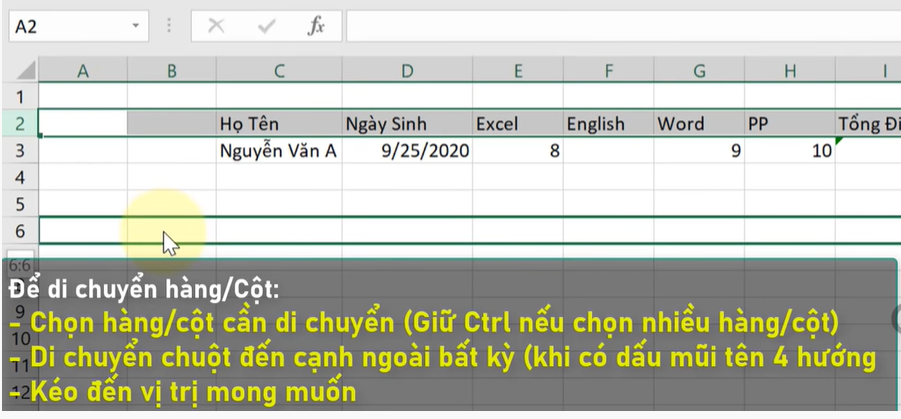 A2
fx
A B C D E F G H I
1
2 Họ Tên Ngày Sinh Excel English Word PP Tổng Đi
3 Nguyễn Văn A 9/25/2020 8 9 10
4
5
6
6:6
Để di chuyển hàng/Cột:
9
- Chọn hàng/cột cần di chuyển (Giữ Ctrl nếu chọn nhiều hàng/cột)
10
- Di chuyển chuột đến cạnh ngoài bất kỳ (khi có dấu mũi tên 4 hướng
11
12
- Kéo đến vị trị mong muốn